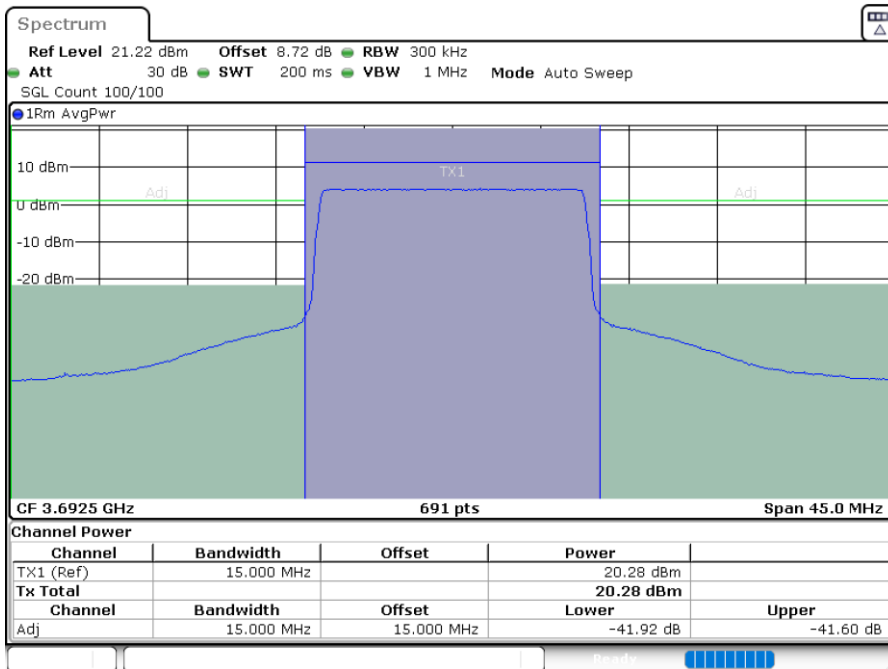 Spectrum
Ref Level 21.22 dBm Offset 8.72 dB RBW 300 kHz
Att 30 dB SWT 200 ms VBW 1 MHz Mode Auto Sweep
SGL Count 100/100
1Rm AvgPwr
10 dBm
TX1
Adj Adj
0 dBm
-10 dBm
-20 dBm
CF 3.6925 GHz 691 pts Span 45.0 MHz
Channel Power
Channel Bandwidth Offset Power
TX1 (Ref) 15.000 MHz 20.28 dBm
Tx Total 20.28 dBm
Channel Bandwidth Offset Lower Upper
Adj 15.000 MHz 15.000 MHz -41.92 dB -41.60 dB
Ready